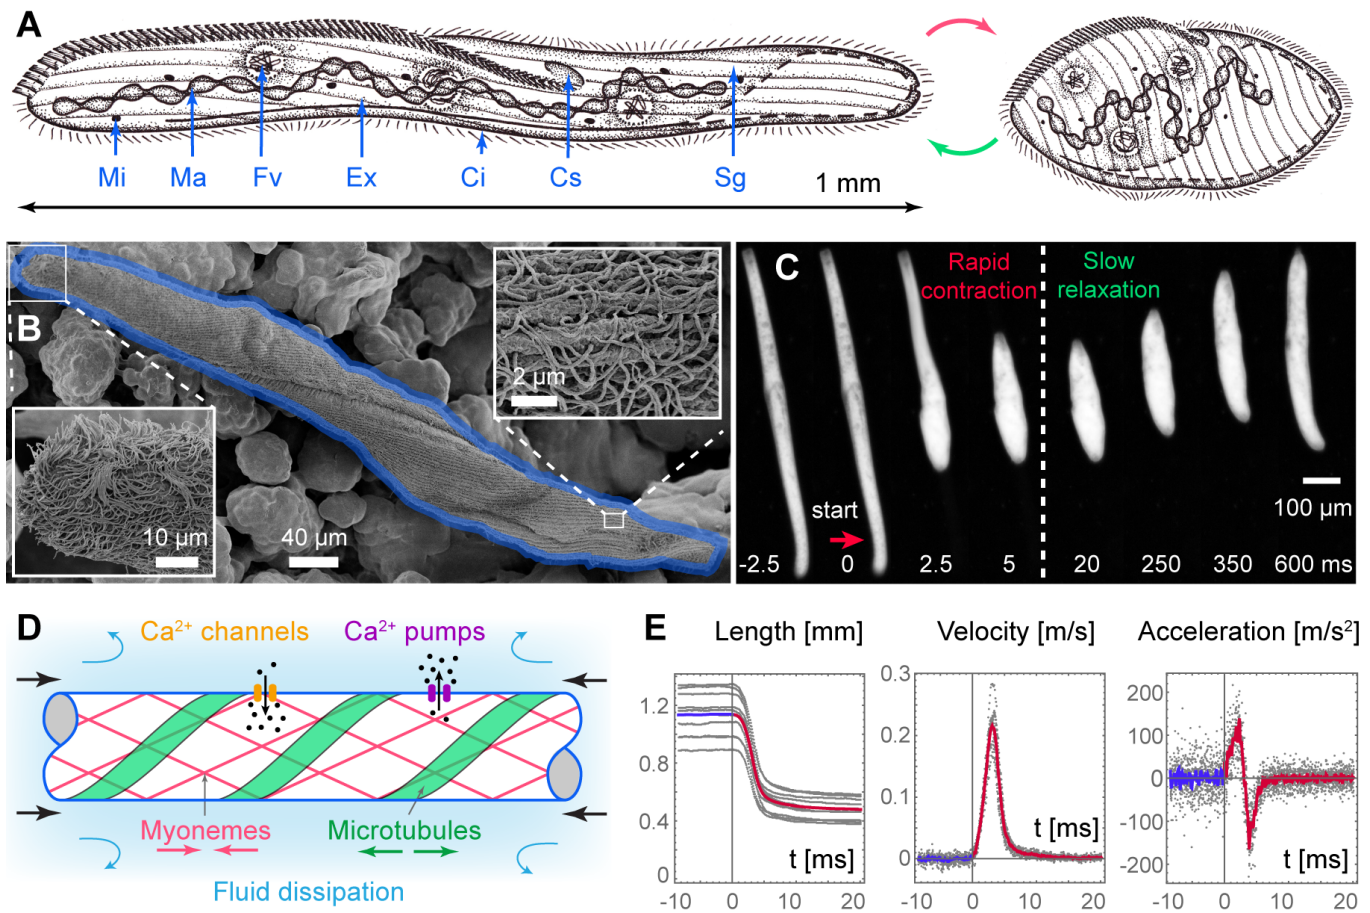 A
Mi Ma Fv Ex Ci Cs Sg
1 mm
B
2 µm
10 µm
40 µm
C
Rapid
contraction
Slow
relaxation
start
100 µm
-2.5 0 2.5 5 20 250 350 600 ms
D
Ca2+ channels Ca2+ pumps
Myonemes Microtubules
Fluid dissipation
E
Length [mm] Velocity [m/s] Acceleration [m/s2]
1.2
0.8
0.4
0
t [ms]
-10 0 10 20
0.3
0.2
0.1
0
t [ms]
-10 0 10 20
200
100
0
-100
-200
t [ms]
-10 0 10 20